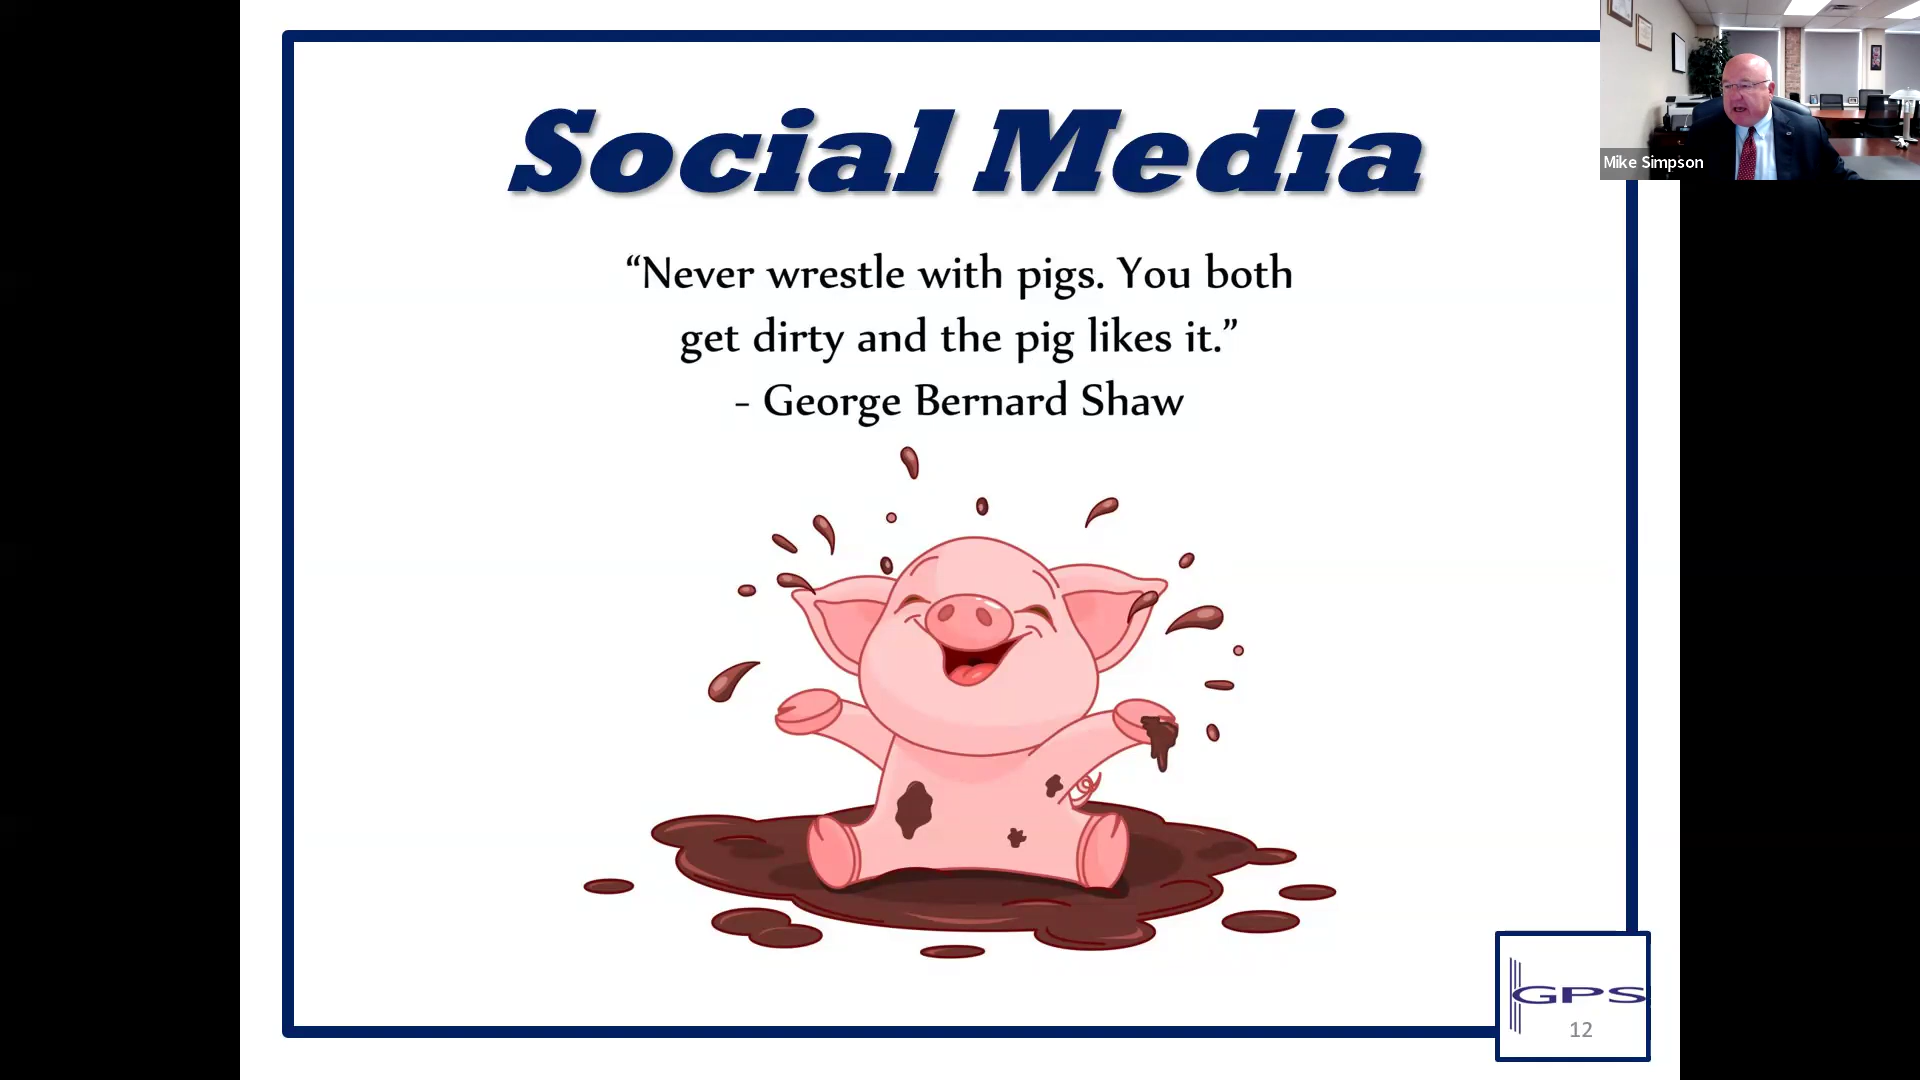 Social Media
Mike Simpson
“Never wrestle with pigs. You both
get dirty and the pig likes it.”
- George Bernard Shaw
GPS
12